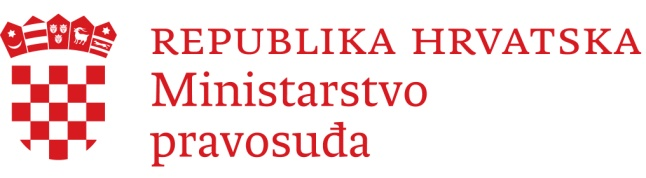 REPUBLIKA HRVATSKA
Ministarstvo
pravosuđa